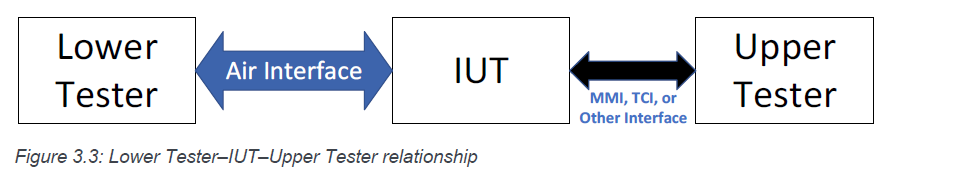 Lower
Tester
Air Interface
IUT
MMI, TCI, or
Other Interface
Upper
Tester
Figure 3.3: Lower Tester–IUT–Upper Tester relationship